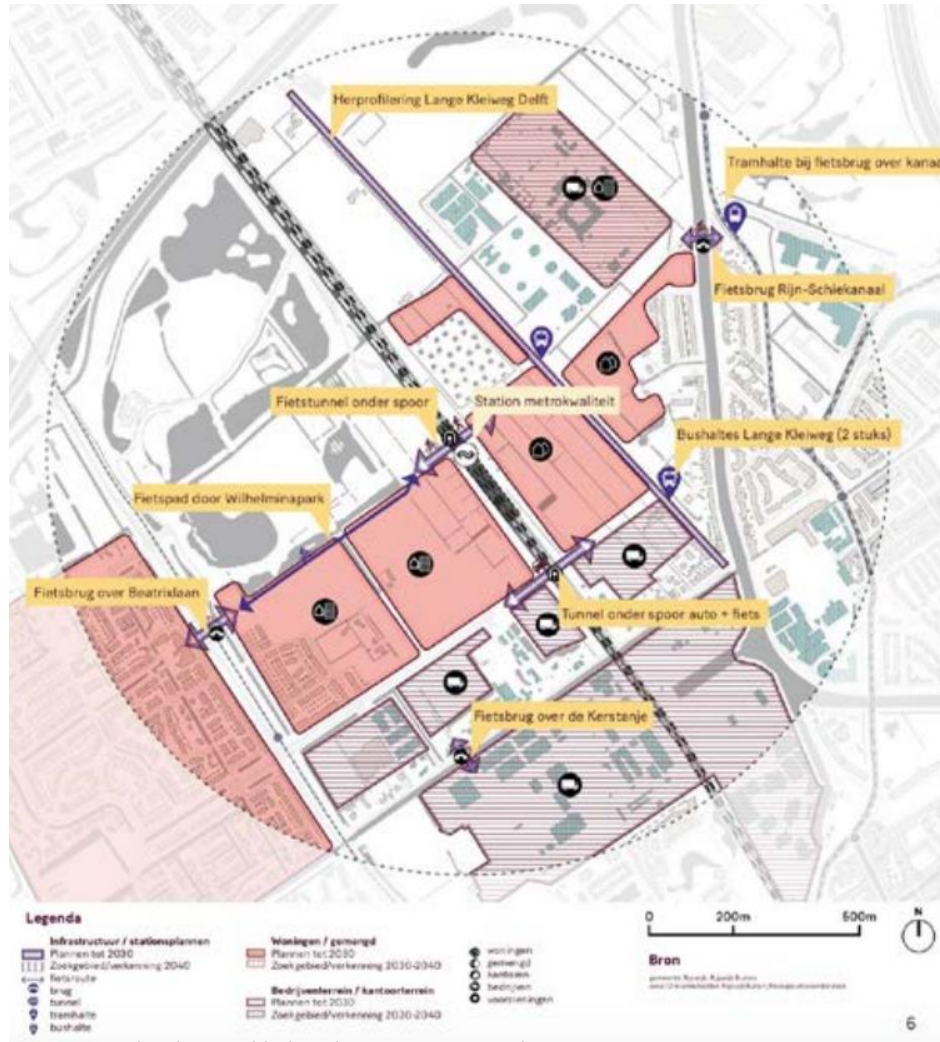 Herprofilering Lange Kleiweg Delft
Tramhalte bij fietsbrug over kanaa
Fietsbrug Rijn-Schiekanaal
Fietstunnel onder spoor
Station metrokwaliteit
Bushaltes Lange Kleiweg (2 stuks)
Fietspad door Wilhelminapark
Fietsbrug over Beatrixlaan
Tunnel onder spoor auto + fiets
Fietsbrug over de Kerstanje
Legenda
Infrastructuur / stationsplannen
Plannen tot 2030
Zoekgebied/verkenning 2040
fietsroute
brug
tunnel
tramhalte
bushalte
Woningen / gemengd
Plannen tot 2030
Zoekgebied/verkenning 2030-2040
Bedrijventerrein / kantoorterrein
Plannen tot 2030
Zoekgebied/verkenning 2030-2040
woningen
gemengd
kantoren
bedrijven
voorzieningen
0 200m 500m
N
Bron
6